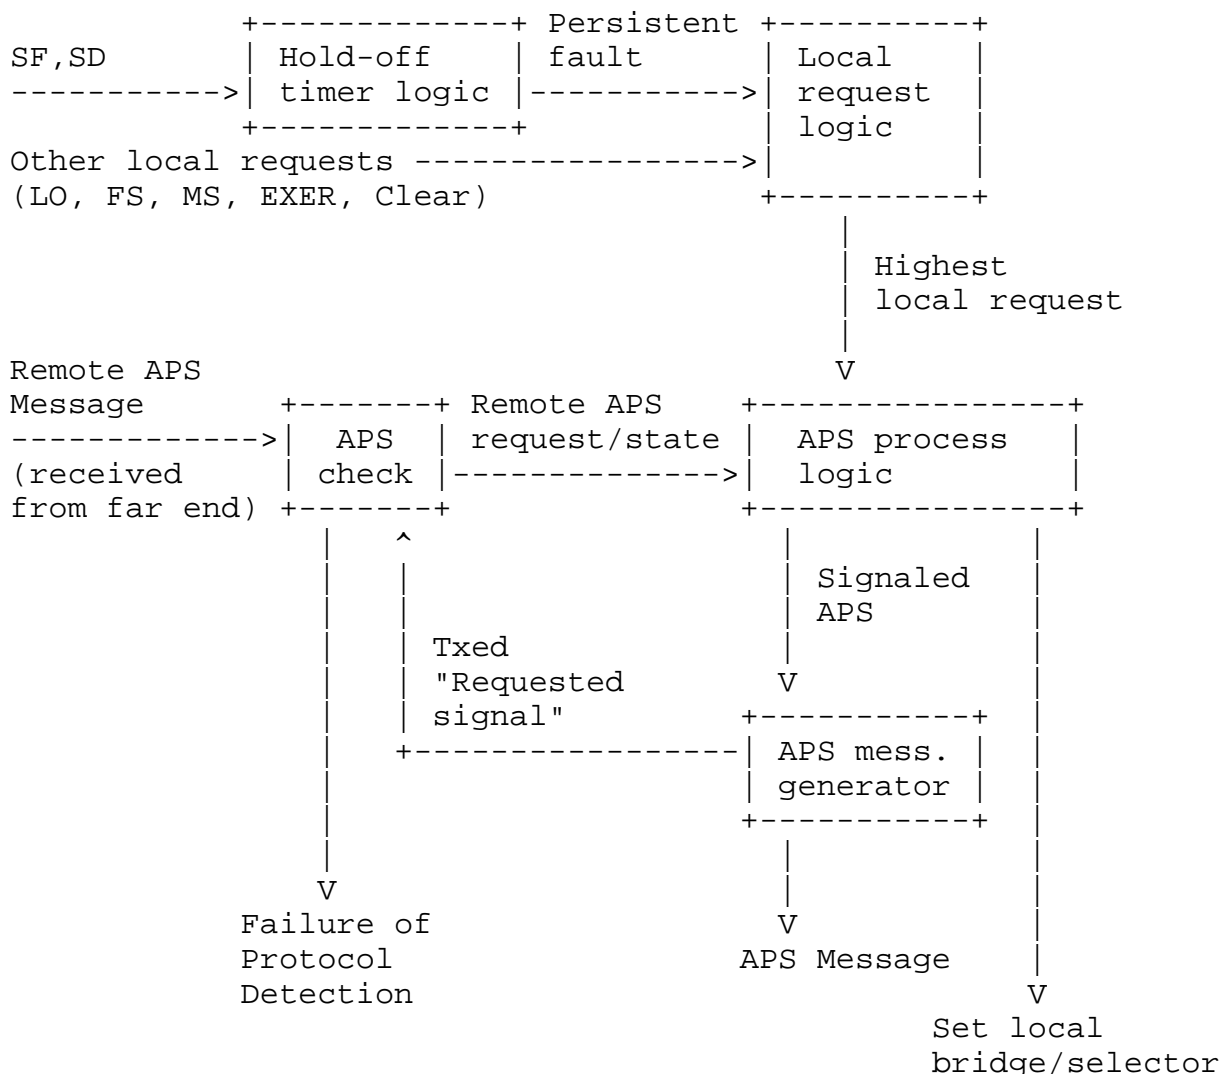 +-------------+ Persistent +----------+
SF,SD         | Hold-off    | fault      | Local    |
------------->| timer logic |----------->| request  |
              +-------------+            | logic    |
Other local requests ------------------->|          |
(LO, FS, MS, EXER, Clear)                +----------+
                                              |
                                              | Highest
                                              | local request
                                              |
Remote APS                                    V
Message          +-------+ Remote APS    +----------------+
---------------->|  APS  | request/state |  APS process   |
(received        | check |-------------->|  logic         |
from far end)    +-------+               +----------------+
                   |   ^                   |            |
                   |   |                   | Signaled   |
                   |   |                   | APS        |
                   |   | Txed              |            |
                   |   | "Requested        V            |
                   |   | signal"         +-----------+  |
                   |   +-----------------| APS mess. |  |
                   |                     | generator |  |
                   |                     +-----------+  |
                   |                       |            |
                   V                       |            |
               Failure of                  V            |
               Protocol                  APS Message    |
               Detection                                V
                                                   Set local
                                                   bridge/selector